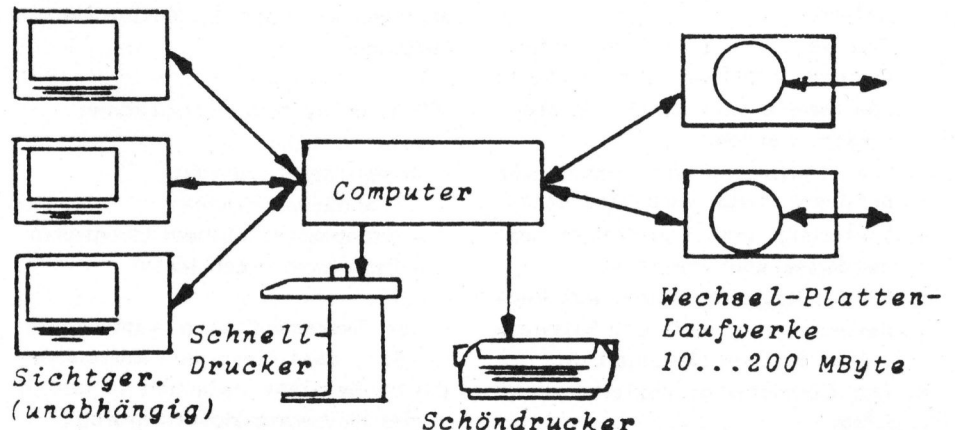 Computer
Schnell-
Drucker
Sichtger.
(unabhängig)
Schöndrucker
Wechsel-Platten-
Laufwerke
10...200 MByte